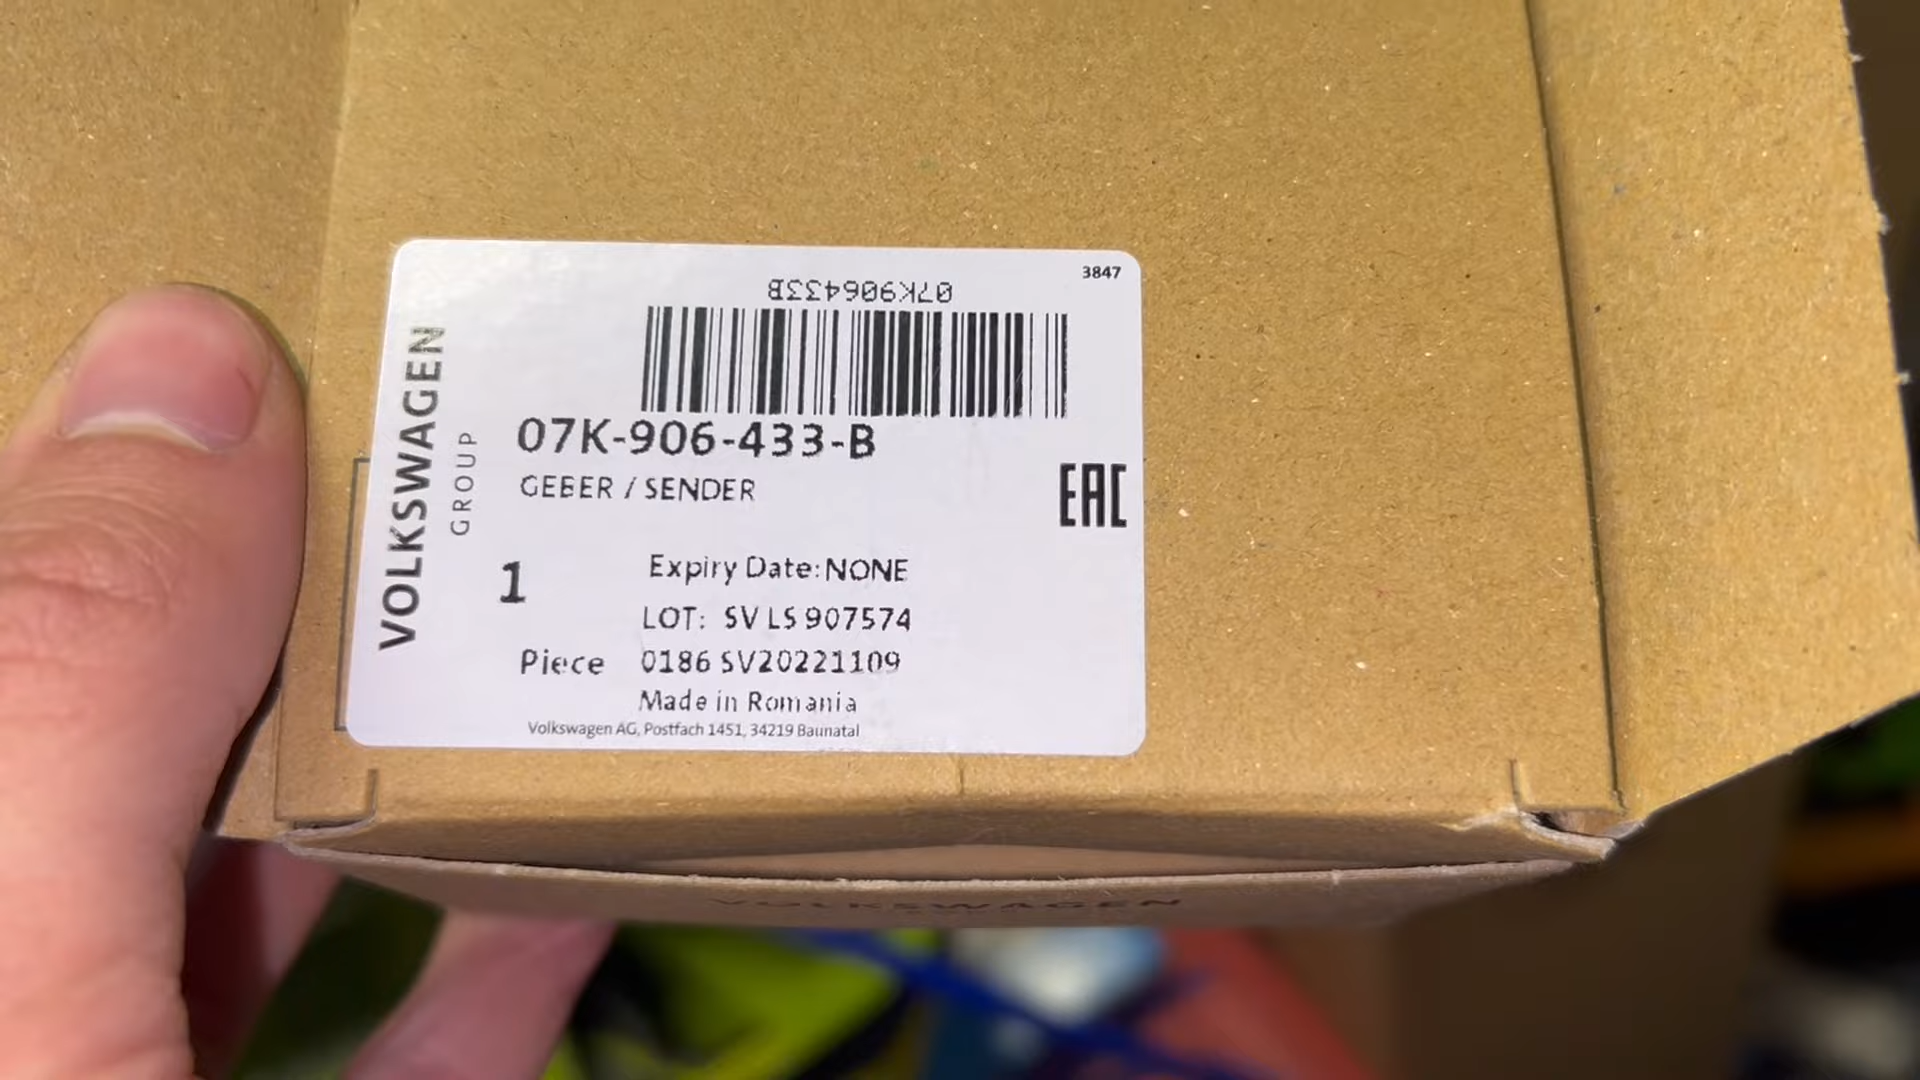 3847
07K906433B
07K-906-433-B
GEBER / SENDER
EAC
VOLKSWAGEN
GROUP
1
Piece
Expiry Date: NONE
LOT: SV LS 907574
0186 SV20221109
Made in Romania
Volkswagen AG, Postfach 1451, 34219 Baunatal
VOLKSWAGEN